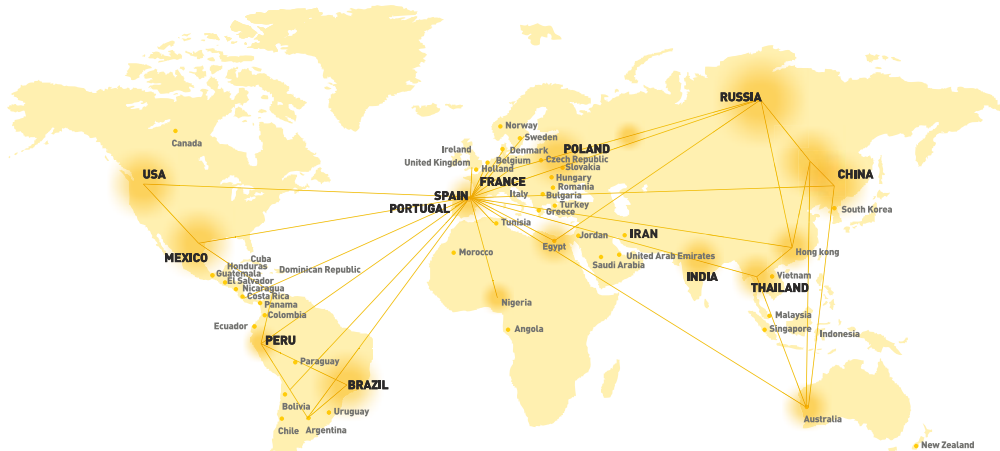 Canada
USA
MEXICO
Cuba
Honduras
Dominican Republic
Guatemala
El Salvador
Nicaragua
Costa Rica
Panama
Colombia
Ecuador
PERU
Paraguay
BRAZIL
Bolivia
Uruguay
Chile
Argentina
Norway
Sweden
Ireland
Denmark
POLAND
United Kingdom
Belgium
Czech Republic
Holland
Slovakia
FRANCE
Hungary
Romania
SPAIN
Italy
Bulgaria
PORTUGAL
Turkey
Greece
Tunisia
Morocco
Egypt
Jordan
IRAN
United Arab Emirates
Saudi Arabia
Nigeria
Angola
RUSSIA
CHINA
South Korea
Hong kong
INDIA
Vietnam
THAILAND
Malaysia
Singapore
Indonesia
Australia
New Zealand